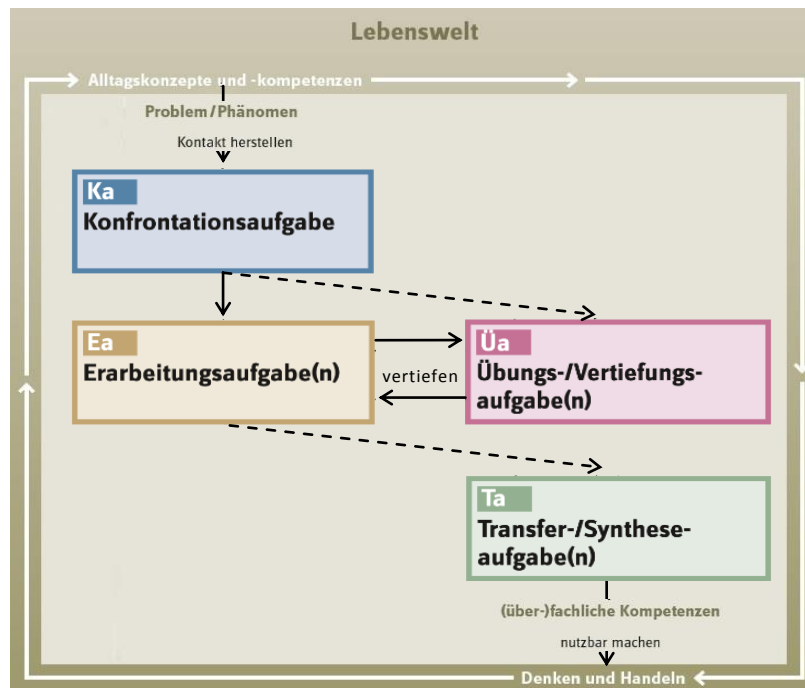 Lebenswelt
Alltagskonzepte und -kompetenzen
Problem/Phänomen
Kontakt herstellen
Ka
Konfrontationsaufgabe
Ea
Erarbeitungsaufgabe(n)
vertiefen
Üa
Übungs-/Vertiefungs-
aufgabe(n)
Ta
Transfer-/Synthese-
aufgabe(n)
(über-)fachliche Kompetenzen
nutzbar machen
Denken und Handeln